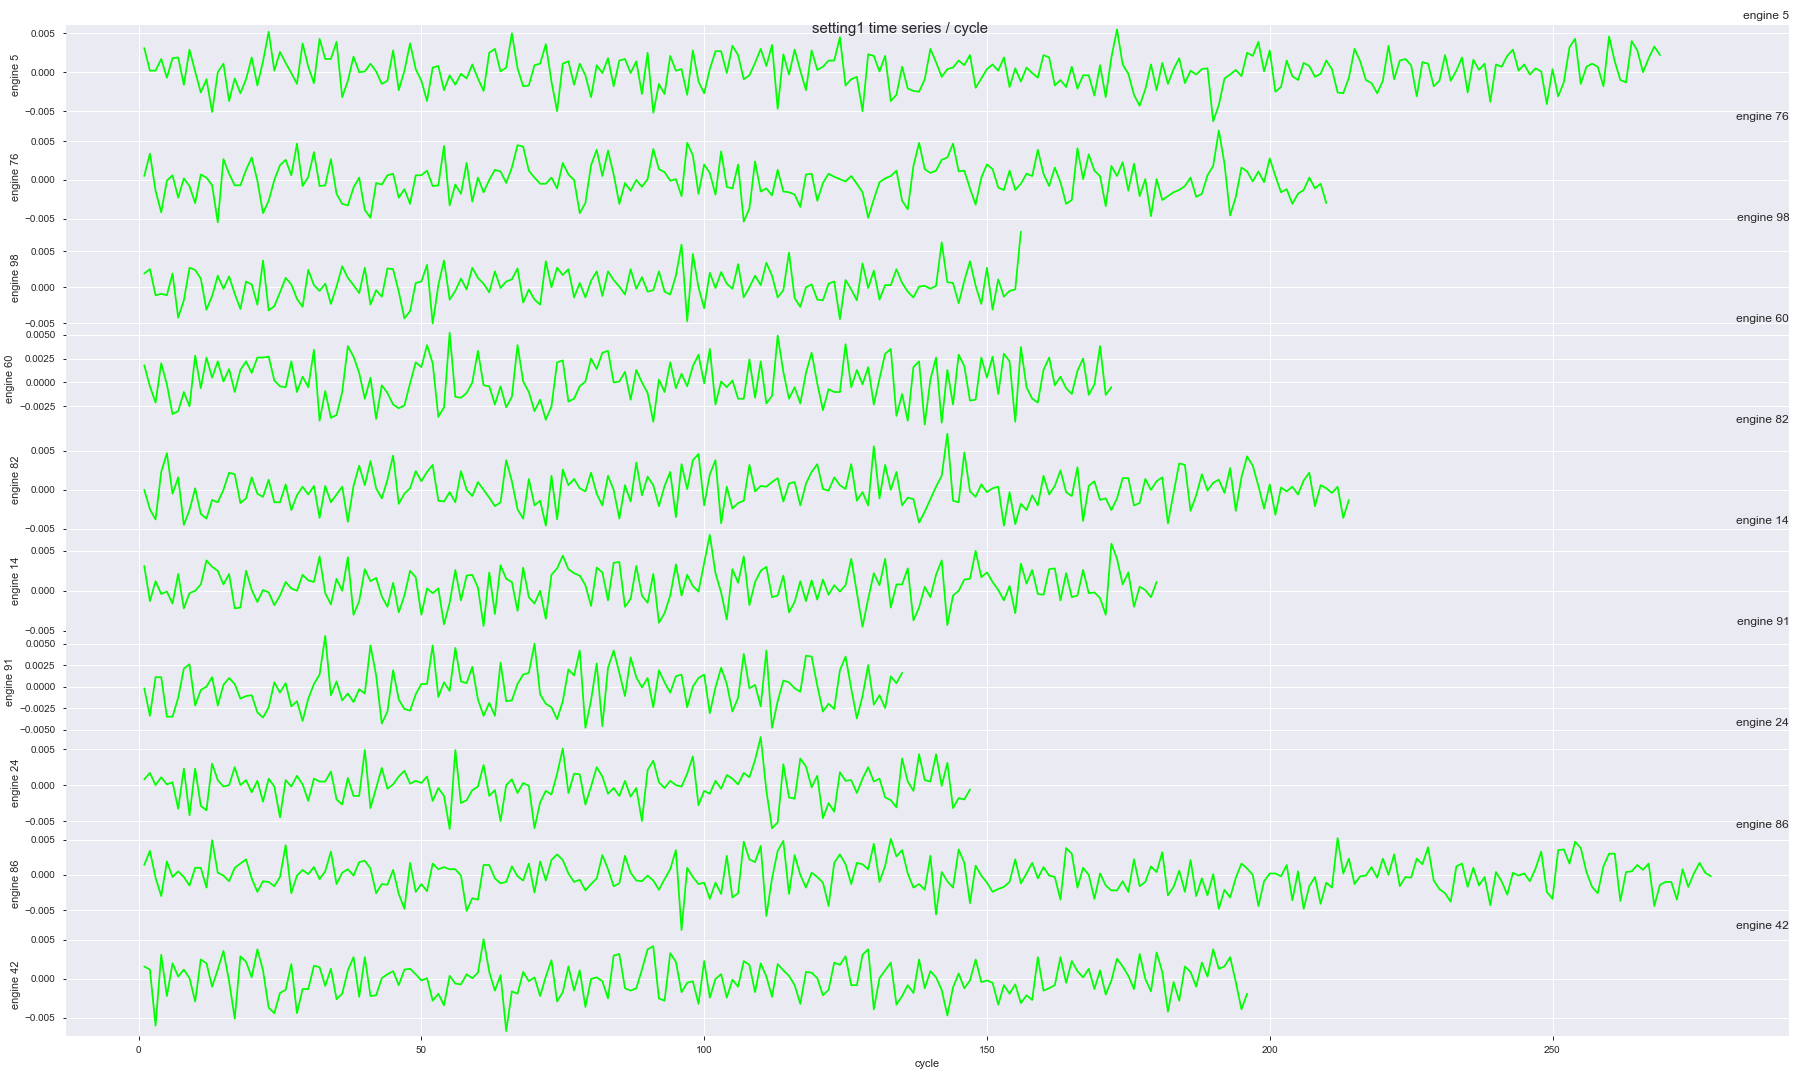 setting1 time series / cycle
engine 5
engine 5
0.005
0.000
−0.005
engine 76
engine 76
0.005
0.000
−0.005
engine 98
engine 98
0.005
0.000
−0.005
engine 60
engine 60
0.0050
0.0025
0.0000
−0.0025
engine 82
engine 82
0.005
0.000
−0.005
engine 14
engine 14
0.005
0.000
−0.005
engine 91
engine 91
0.0050
0.0025
0.0000
−0.0025
−0.0050
engine 24
engine 24
0.005
0.000
−0.005
engine 86
engine 86
0.005
0.000
−0.005
engine 42
engine 42
0.005
0.000
−0.005
0 50 100 150 200 250
cycle